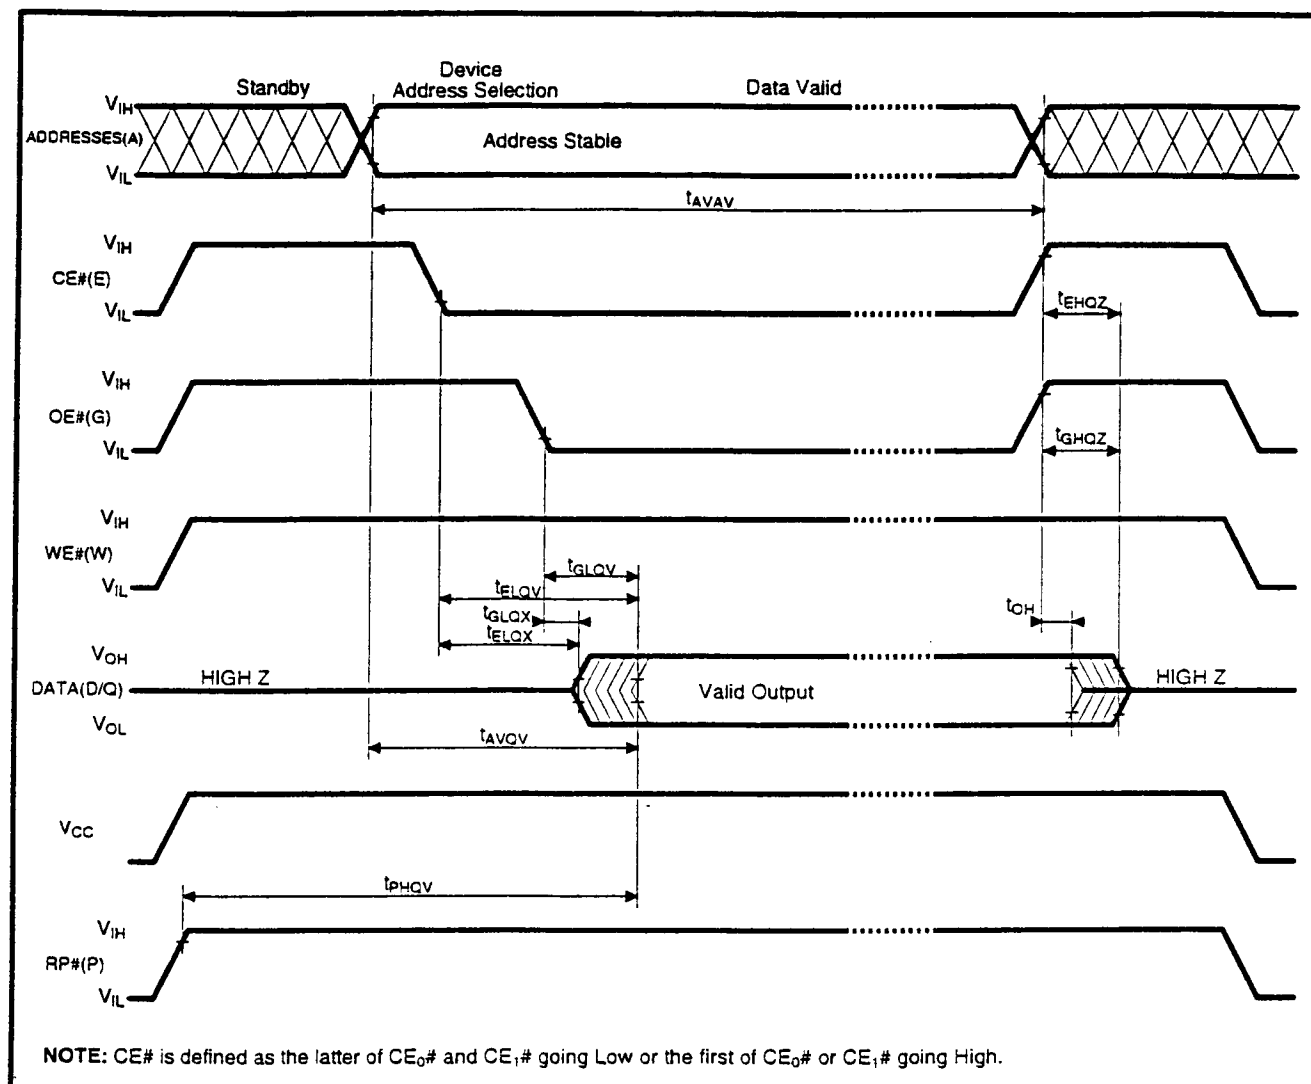 Standby
Device
Address Selection
Data Valid
VIH
ADDRESSES(A)
Address Stable
VIL
tAVAV
VIH
CE#(E)
VIL
tEHQZ
VIH
OE#(G)
VIL
tGHQZ
VIH
WE#(W)
VIL
tGLQV
tELQV
tGLQX
tELQX
tOH
VOH
DATA(D/Q)
HIGH Z
Valid Output
HIGH Z
VOL
tAVQV
VCC
tPHQV
VIH
RP#(P)
VIL
NOTE: CE# is defined as the latter of CE0# and CE1# going Low or the first of CE0# or CE1# going High.